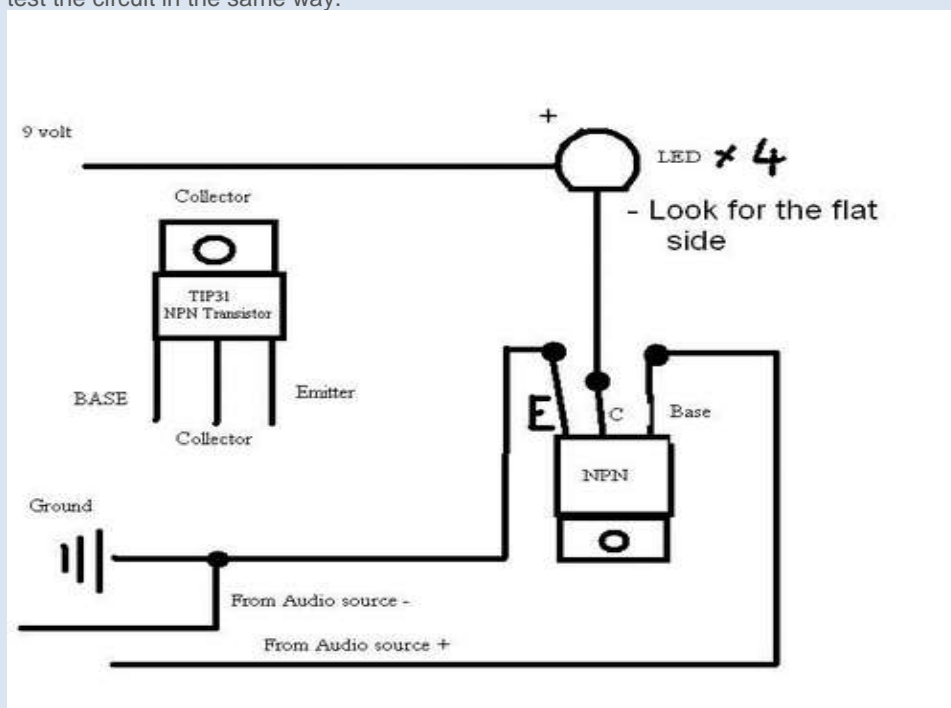 test the circuit in the same way.
+
9 volt
LED × 4
Collector
- Look for the flat
side
TIP31
NPN Transistor
BASE
Emitter
Collector
E
C
Base
NPN
Ground
From Audio source -
From Audio source +